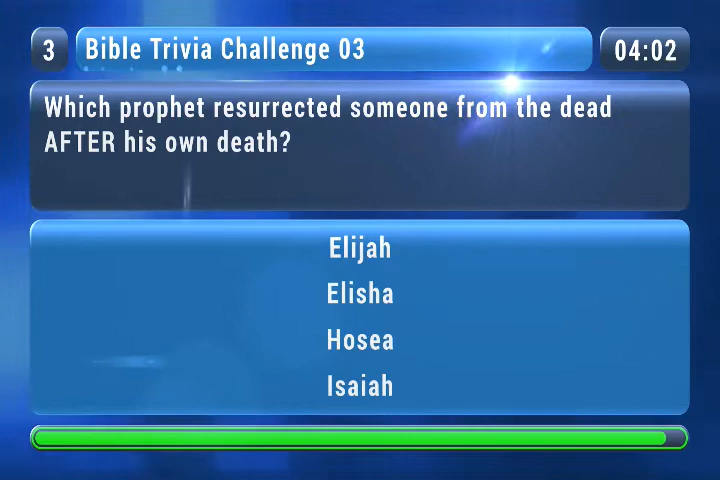 3
Bible Trivia Challenge 03
04:02
Which prophet resurrected someone from the dead
AFTER his own death?
Elijah
Elisha
Hosea
Isaiah